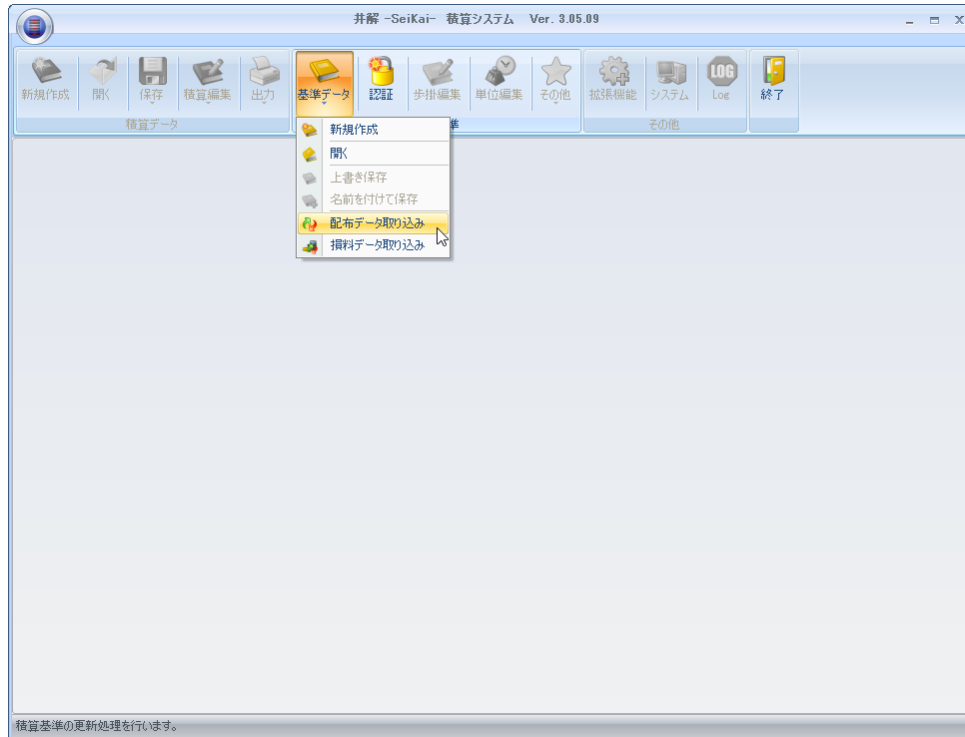 井解 -SeiKai- 積算システム Ver. 3.05.09
新規作成 開く 保存 積算編集 出力 基準データ 認証 歩掛編集 単位編集 その他 拡張機能 システム Log 終了
LOG
積算データ 準 その他
新規作成
開く
上書き保存
名前を付けて保存
配布データ取り込み
損料データ取り込み
積算基準の更新処理を行います。